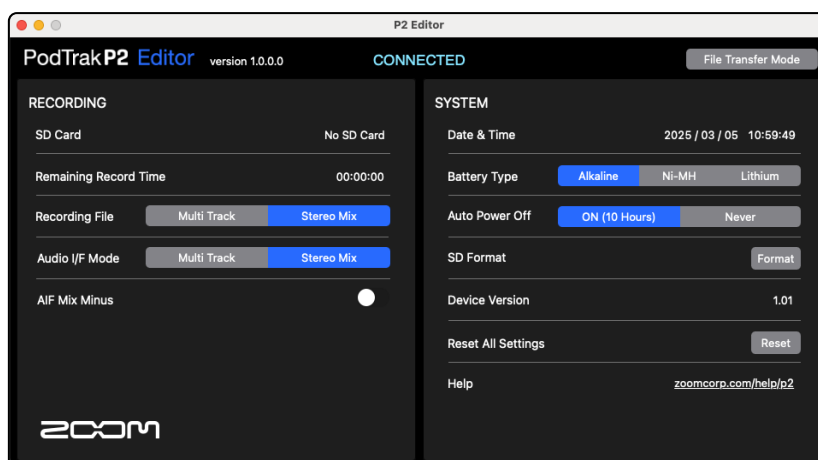 P2 Editor
PodTrak P2 Editor version 1.0.0.0 CONNECTED File Transfer Mode
RECORDING
SD Card No SD Card
Remaining Record Time 00:00:00
Recording File Multi Track Stereo Mix
Audio I/F Mode Multi Track Stereo Mix
AIF Mix Minus
zoom
SYSTEM
Date & Time 2025 / 03 / 05 10:59:49
Battery Type Alkaline Ni-MH Lithium
Auto Power Off ON (10 Hours) Never
SD Format Format
Device Version 1.01
Reset All Settings Reset
Help zoomcorp.com/help/p2